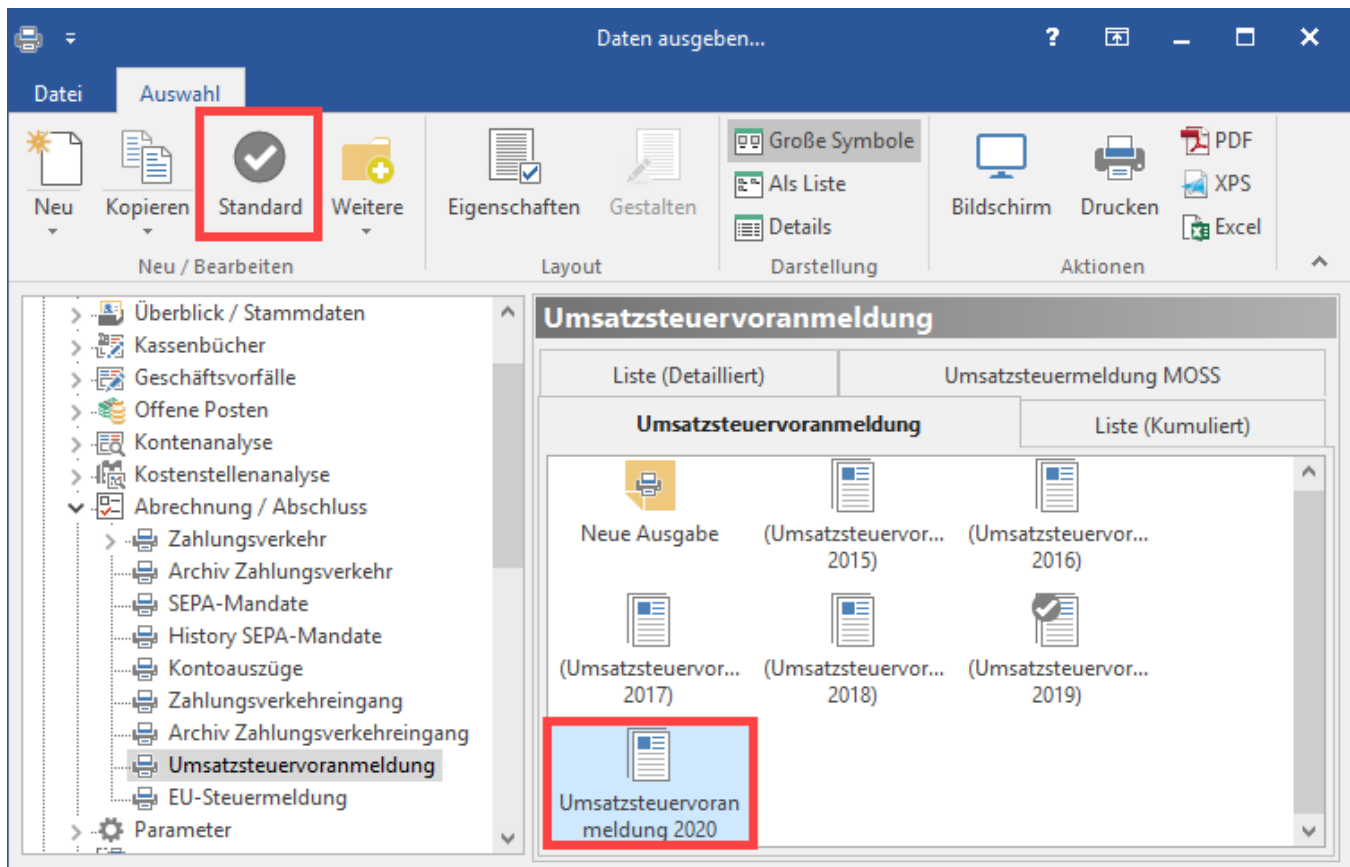 Daten ausgeben...
?
Datei
Auswahl
Neu
Kopieren
Standard
Weitere
Eigenschaften
Gestalten
Große Symbole
Als Liste
Details
Bildschirm
Drucken
PDF
XPS
Excel
Neu / Bearbeiten
Layout
Darstellung
Aktionen
Überblick / Stammdaten
Kassenbücher
Geschäftsvorfälle
Offene Posten
Kontenanalyse
Kostenstellenanalyse
Abrechnung / Abschluss
Zahlungsverkehr
Archiv Zahlungsverkehr
SEPA-Mandate
History SEPA-Mandate
Kontoauszüge
Zahlungsverkehreingang
Archiv Zahlungsverkehreingang
Umsatzsteuervoranmeldung
EU-Steuermeldung
Parameter
Umsatzsteuervoranmeldung
Liste (Detailliert)
Umsatzsteuermeldung MOSS
Umsatzsteuervoranmeldung
Liste (Kumuliert)
Neue Ausgabe
(Umsatzsteuervor...
2015)
(Umsatzsteuervor...
2016)
(Umsatzsteuervor...
2017)
(Umsatzsteuervor...
2018)
(Umsatzsteuervor...
2019)
Umsatzsteuervoran
meldung 2020